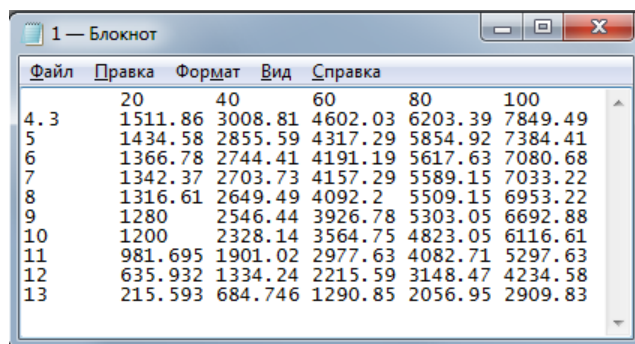 1 — Блокнот
Файл Правка Формат Вид Справка
20 40 60 80 100
4.3 1511.86 3008.81 4602.03 6203.39 7849.49
5 1434.58 2855.59 4317.29 5854.92 7384.41
6 1366.78 2744.41 4191.19 5617.63 7080.68
7 1342.37 2703.73 4157.29 5589.15 7033.22
8 1316.61 2649.49 4092.2 5509.15 6953.22
9 1280 2546.44 3926.78 5303.05 6692.88
10 1200 2328.14 3564.75 4823.05 6116.61
11 981.695 1901.02 2977.63 4082.71 5297.63
12 635.932 1334.24 2215.59 3148.47 4234.58
13 215.593 684.746 1290.85 2056.95 2909.83